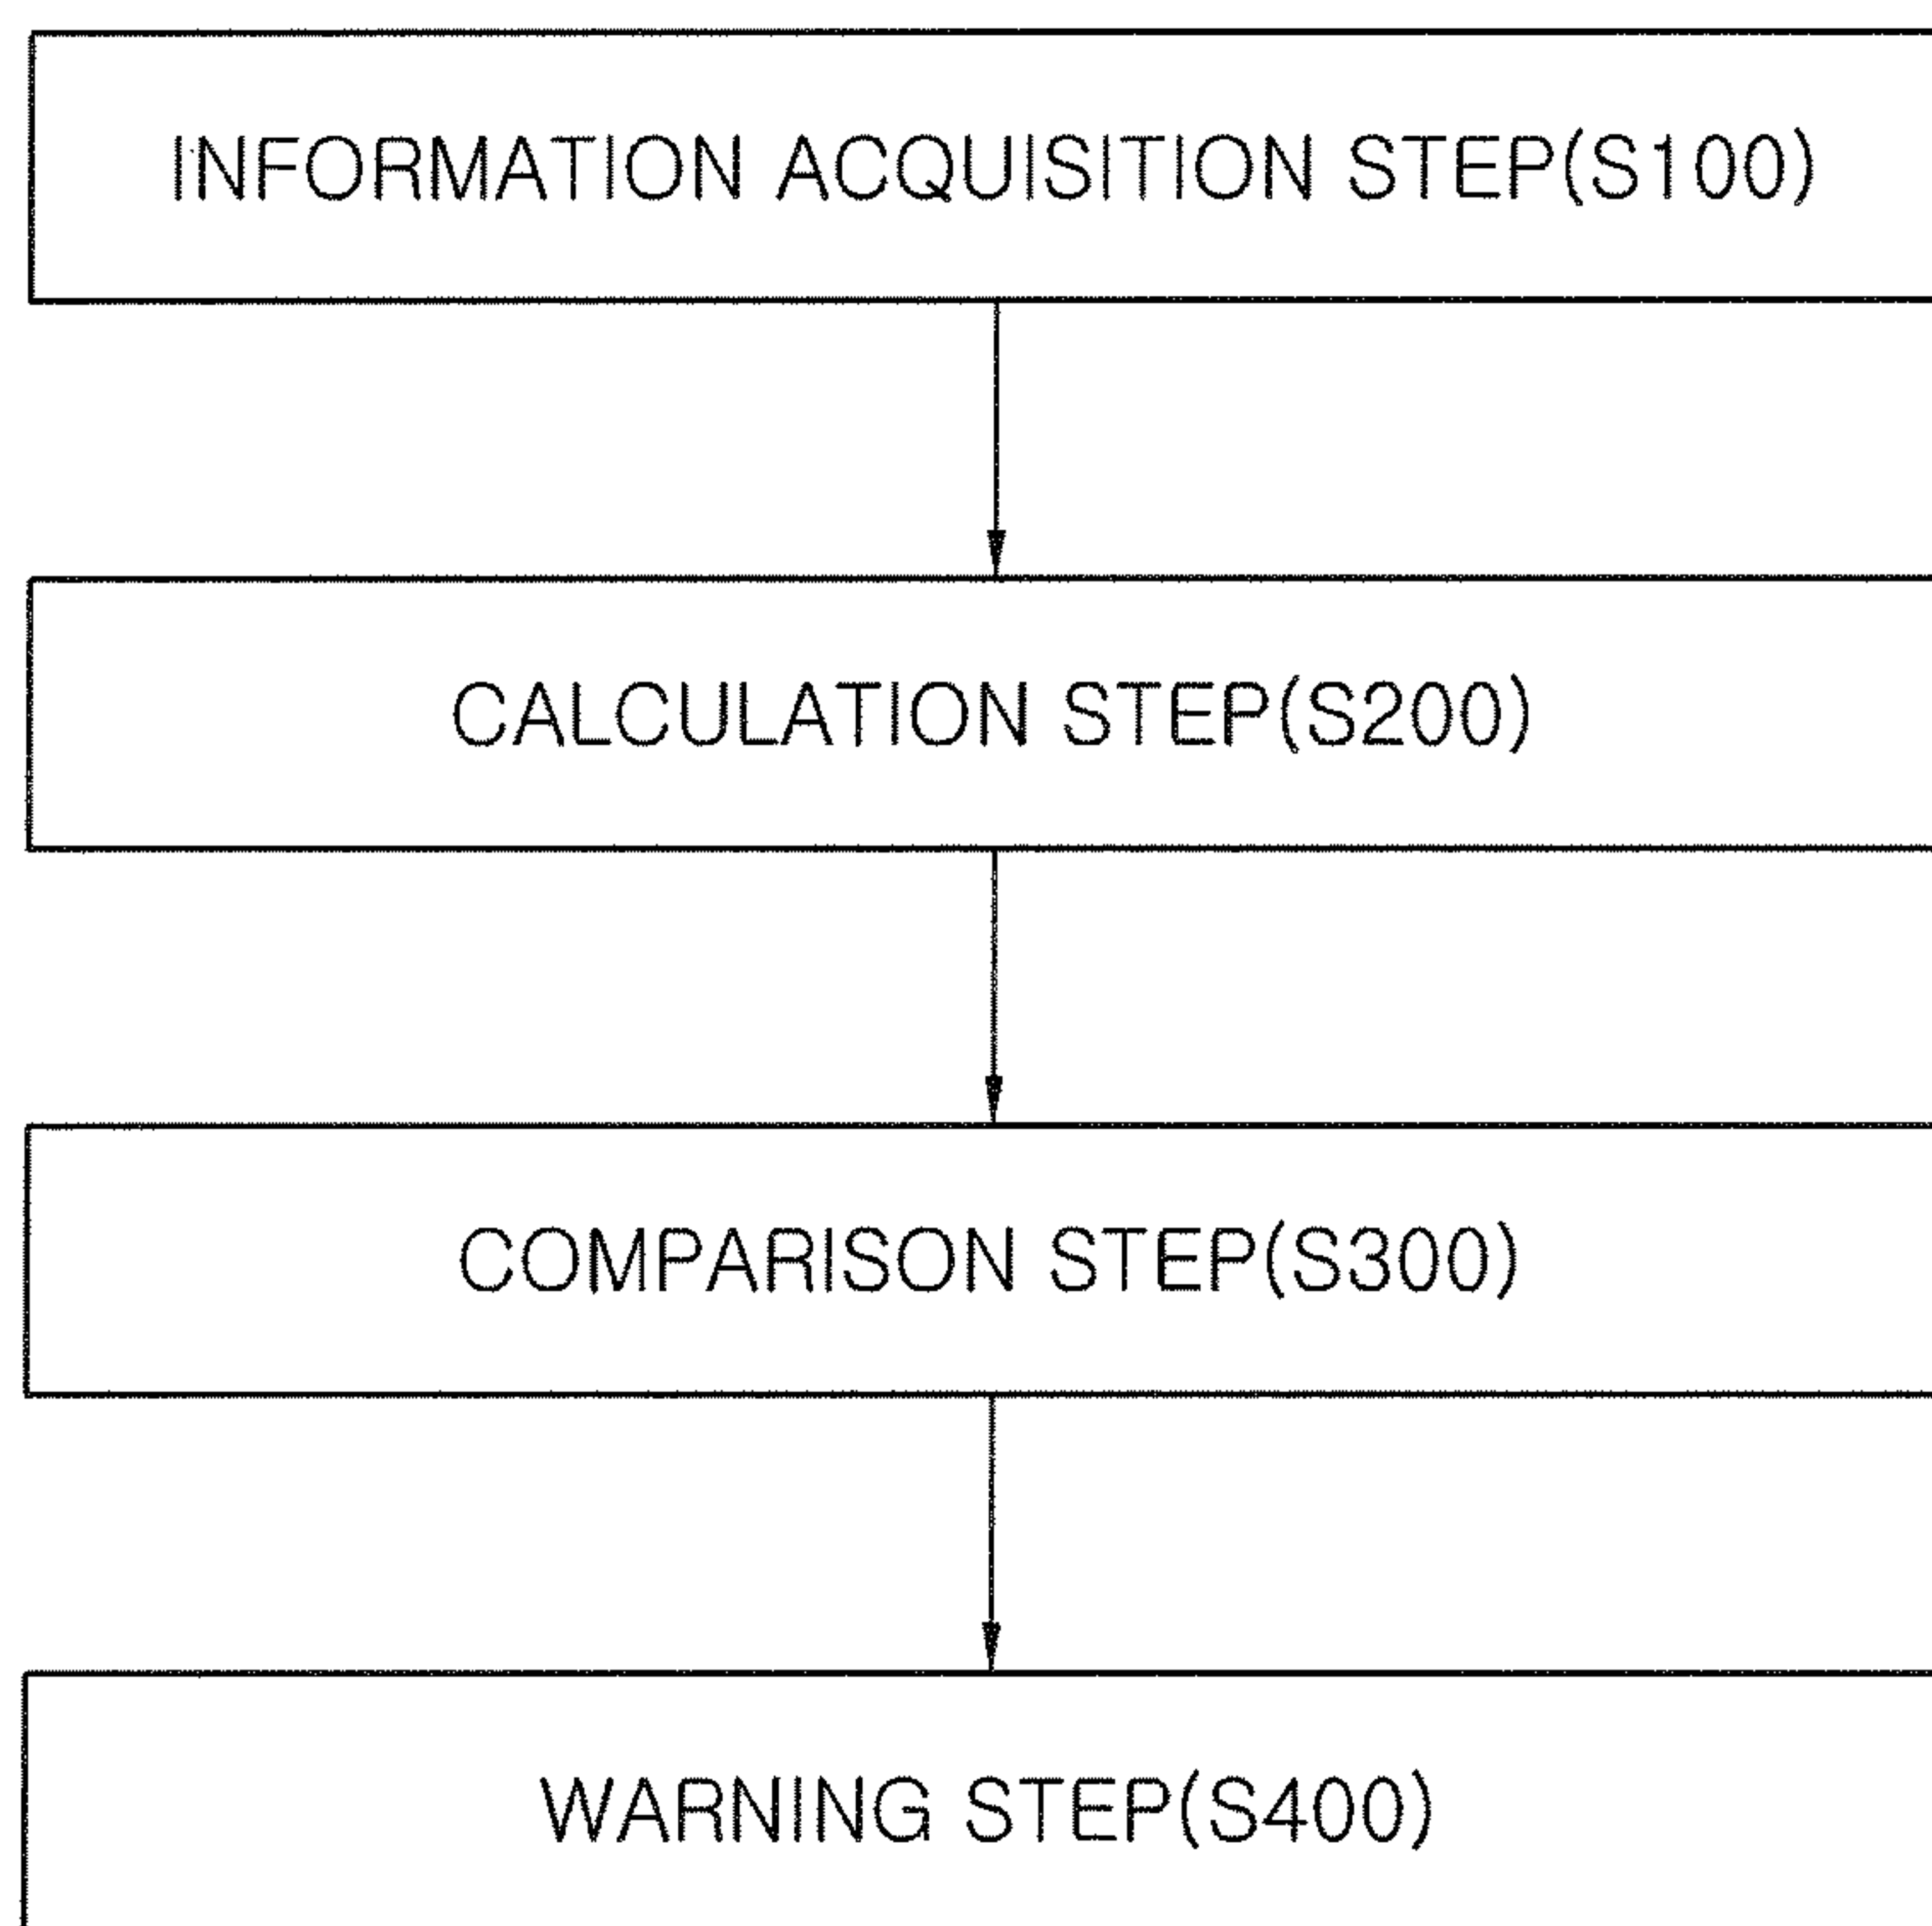 INFORMATION ACQUISITION STEP(S100)
CALCULATION STEP(S200)
COMPARISON STEP(S300)
WARNING STEP(S400)